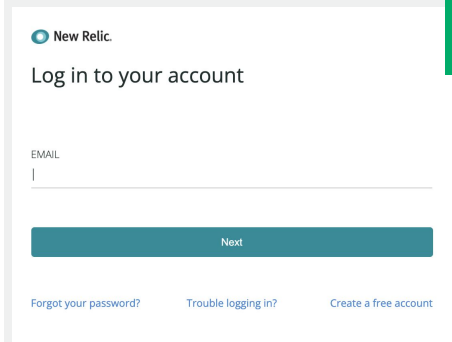 New Relic.
Log in to your account
EMAIL
Next
Forgot your password? Trouble logging in? Create a free account